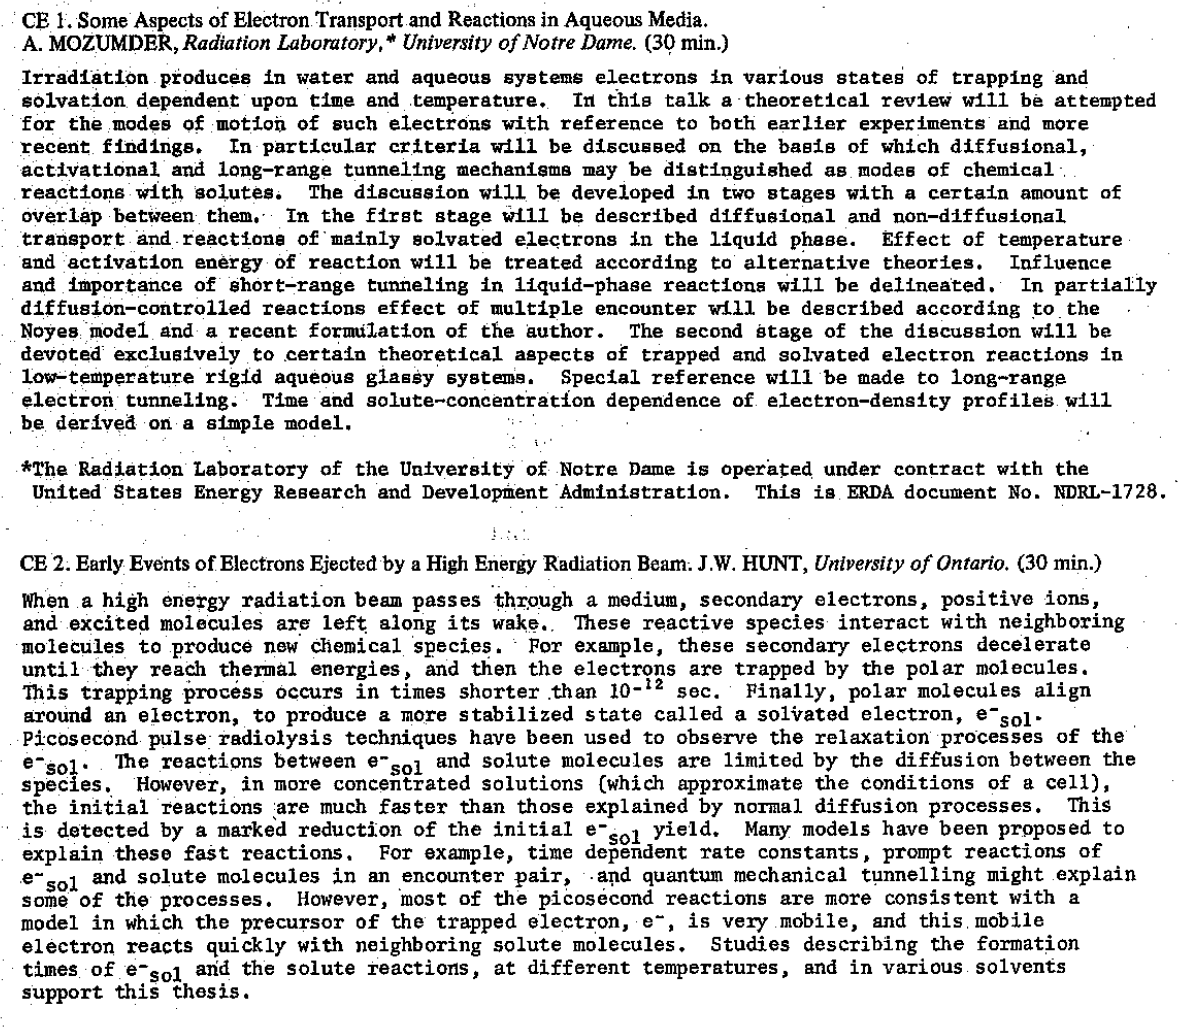 CE 1. Some Aspects of Electron Transport and Reactions in Aqueous Media.
A. MOZUMDER, Radiation Laboratory,* University of Notre Dame. (30 min.)
Irradiation produces in water and aqueous systems electrons in various states of trapping and
solvation dependent upon time and temperature. In this talk a theoretical review will be attempted
for the modes of motion of such electrons with reference to both earlier experiments and more
recent findings. In particular criteria will be discussed on the basis of which diffusional,
activational and long-range tunneling mechanisms may be distinguished as modes of chemical
reactions with solutes. The discussion will be developed in two stages with a certain amount of
overlap between them. In the first stage will be described diffusional and non-diffusional
transport and reactions of mainly solvated electrons in the liquid phase. Effect of temperature
and activation energy of reaction will be treated according to alternative theories. Influence
and importance of short-range tunneling in liquid-phase reactions will be delineated. In partially
diffusion-controlled reactions effect of multiple encounter will be described according to the
Noyes model and a recent formulation of the author. The second stage of the discussion will be
devoted exclusively to certain theoretical aspects of trapped and solvated electron reactions in
low-temperature rigid aqueous glassy systems. Special reference will be made to long-range
electron tunneling. Time and solute-concentration dependence of electron-density profiles will
be derived on a simple model.
*The Radiation Laboratory of the University of Notre Dame is operated under contract with the
United States Energy Research and Development Administration. This is ERDA document No. NDRL-1728.
CE 2. Early Events of Electrons Ejected by a High Energy Radiation Beam. J.W. HUNT, University of Ontario. (30 min.)
When a high energy radiation beam passes through a medium, secondary electrons, positive ions,
and excited molecules are left along its wake. These reactive species interact with neighboring
molecules to produce new chemical species. For example, these secondary electrons decelerate
until they reach thermal energies, and then the electrons are trapped by the polar molecules.
This trapping process occurs in times shorter than 10⁻¹² sec. Finally, polar molecules align
around an electron, to produce a more stabilized state called a solvated electron, e⁻sol.
Picosecond pulse radiolysis techniques have been used to observe the relaxation processes of the
e⁻sol. The reactions between e⁻sol and solute molecules are limited by the diffusion between the
species. However, in more concentrated solutions (which approximate the conditions of a cell),
the initial reactions are much faster than those explained by normal diffusion processes. This
is detected by a marked reduction of the initial e⁻sol yield. Many models have been proposed to
explain these fast reactions. For example, time dependent rate constants, prompt reactions of
e⁻sol and solute molecules in an encounter pair, and quantum mechanical tunnelling might explain
some of the processes. However, most of the picosecond reactions are more consistent with a
model in which the precursor of the trapped electron, e⁻, is very mobile, and this mobile
electron reacts quickly with neighboring solute molecules. Studies describing the formation
times of e⁻sol and the solute reactions, at different temperatures, and in various solvents
support this thesis.